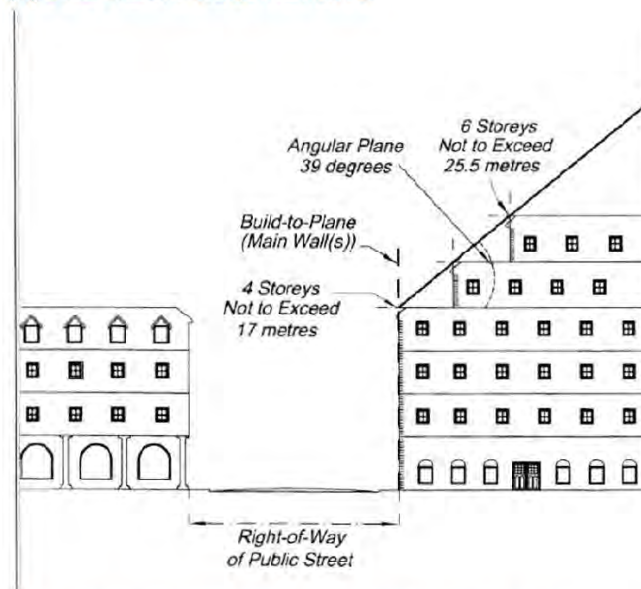 6 Storeys
Not to Exceed
25.5 metres
Angular Plane
39 degrees
Build-to-Plane
(Main Wall(s))
4 Storeys
Not to Exceed
17 metres
Right-of-Way
of Public Street